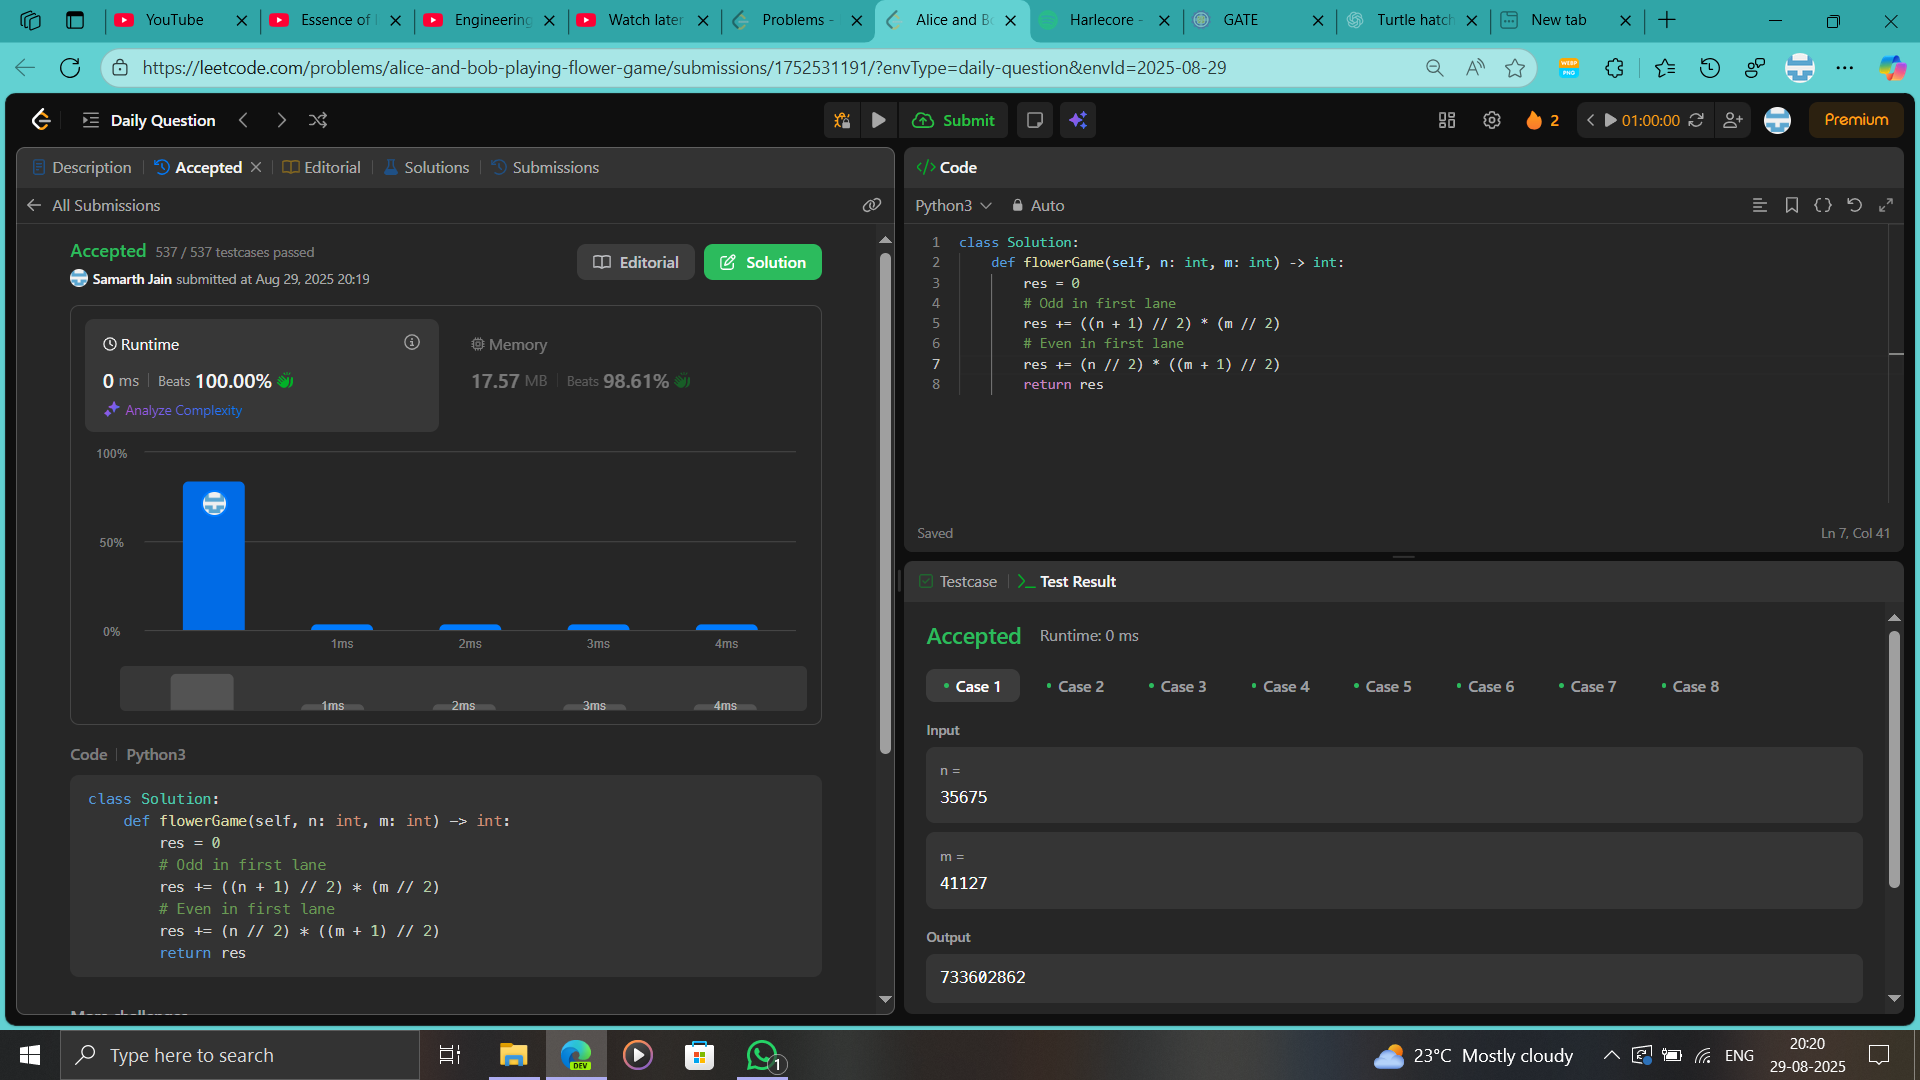 YouTube
Essence of
Engineering
Watch later
Problems -
Alice and Bo
Harlecore -
GATE
Turtle hatch
New tab
https://leetcode.com/problems/alice-and-bob-playing-flower-game/submissions/1752531191/?envType=daily-question&envId=2025-08-29
WEBP
PNG
Daily Question
Submit
2
01:00:00
Premium
Description
Accepted
Editorial
Solutions
Submissions
All Submissions
Accepted 537 / 537 testcases passed
Samarth Jain submitted at Aug 29, 2025 20:19
Editorial
Solution
Runtime
0 ms Beats 100.00%
Analyze Complexity
Memory
17.57 MB Beats 98.61%
100%
50%
0%
1ms 2ms 3ms 4ms
1ms 2ms 3ms 4ms
Code Python3
class Solution:
def flowerGame(self, n: int, m: int) -> int:
res = 0
# Odd in first lane
res += ((n + 1) // 2) * (m // 2)
# Even in first lane
res += (n // 2) * ((m + 1) // 2)
return res
More challenges
</> Code
Python3 Auto
1 class Solution:
2 def flowerGame(self, n: int, m: int) -> int:
3 res = 0
4 # Odd in first lane
5 res += ((n + 1) // 2) * (m // 2)
6 # Even in first lane
7 res += (n // 2) * ((m + 1) // 2)
8 return res
Saved
Ln 7, Col 41
Testcase
Test Result
Accepted Runtime: 0 ms
Case 1
Case 2
Case 3
Case 4
Case 5
Case 6
Case 7
Case 8
Input
n =
35675
m =
41127
Output
733602862
Type here to search
DEV
1
23°C Mostly cloudy
ENG
20:20
29-08-2025